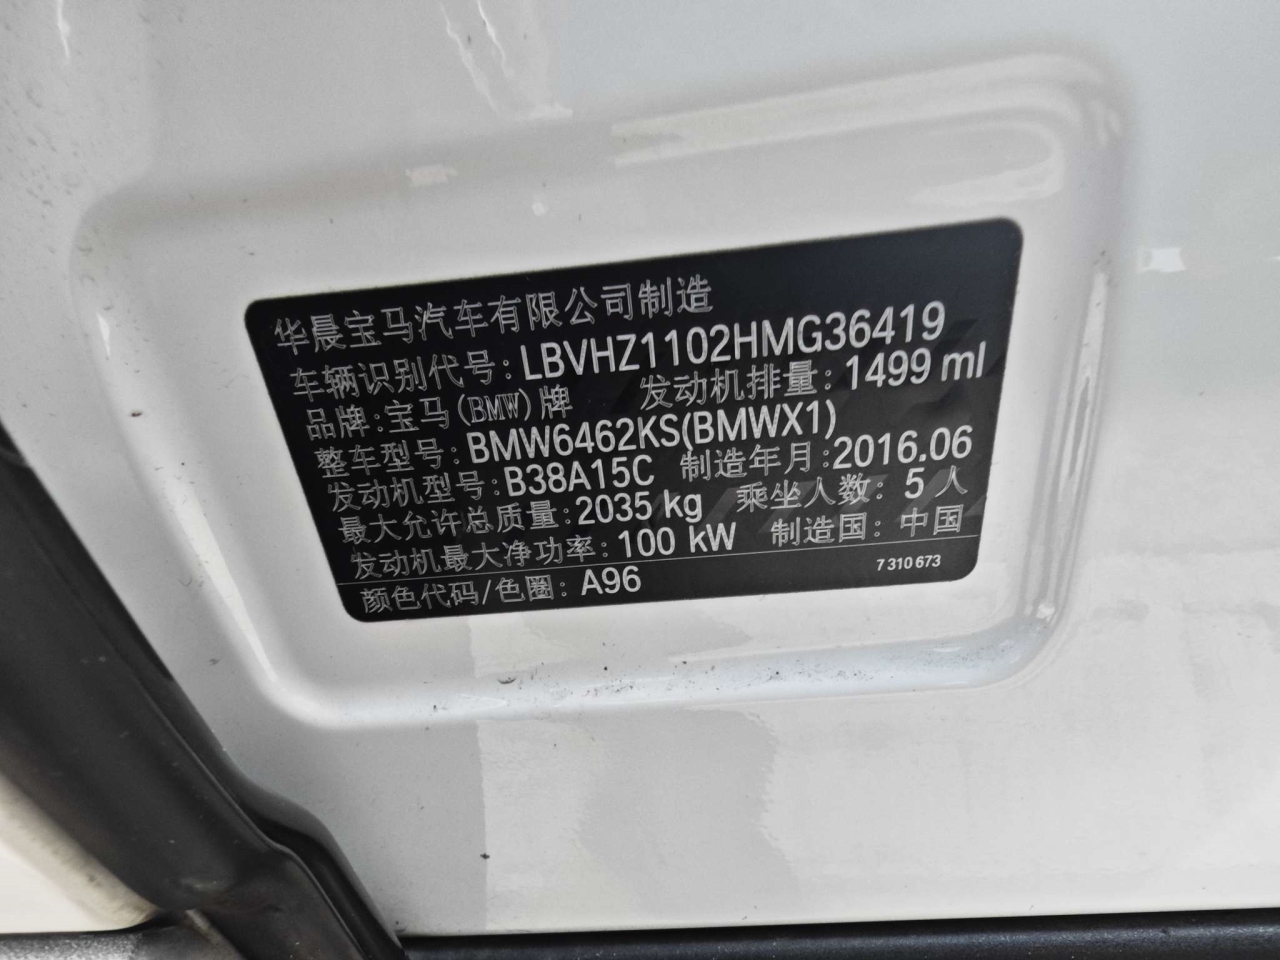 华晨宝马汽车有限公司制造
车辆识别代号: LBVHZ1102HMG36419
品牌: 宝马(BMW)牌 发动机排量: 1499 ml
整车型号: BMW6462KS(BMWX1)
发动机型号: B38A15C 制造年月: 2016.06
最大允许总质量: 2035 kg 乘坐人数: 5 人
发动机最大净功率: 100 kW 制造国: 中国
颜色代码/色圈: A96 7 310 673